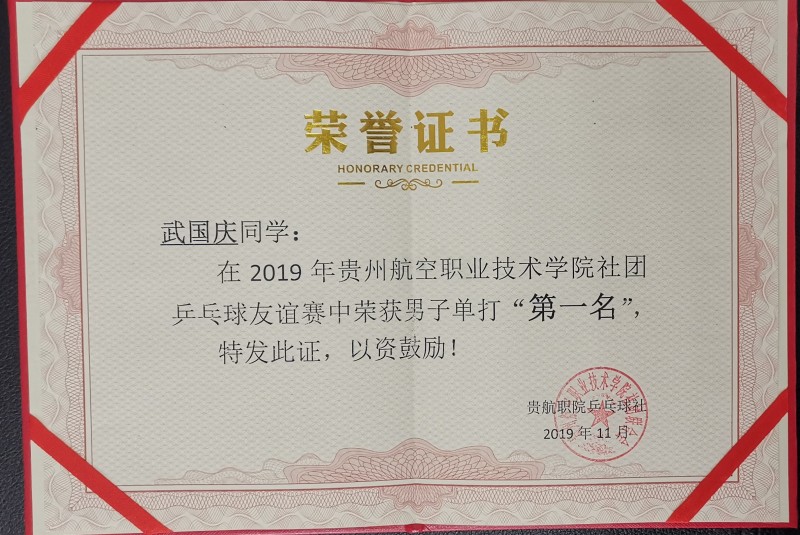 荣誉证书
HONORARY CREDENTIAL
武国庆同学：
在 2019 年贵州航空职业技术学院社团
乒乓球友谊赛中荣获男子单打“第一名”，
特发此证，以资鼓励！
贵航职院乒乓球社
2019 年 11 月